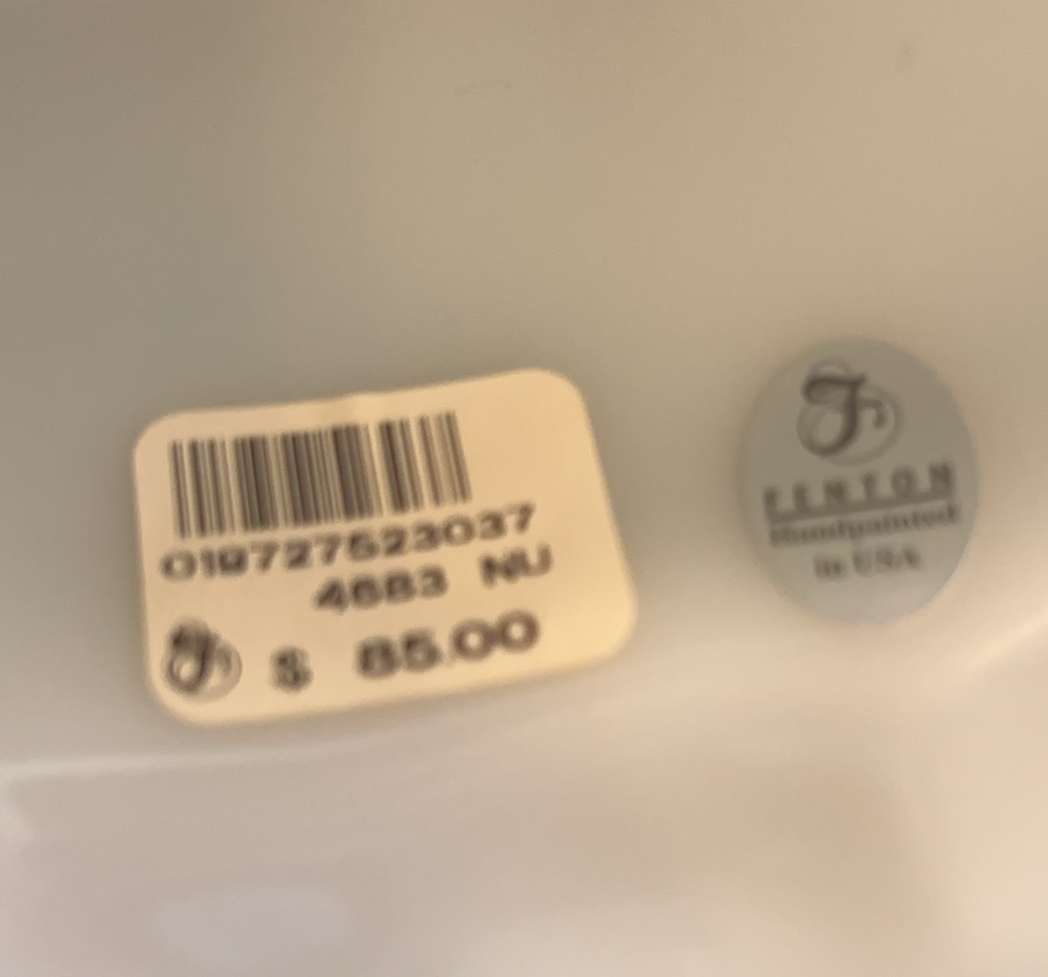 019727523037
4683 NU
$ 85.00
FENTON
Handpainted
in USA